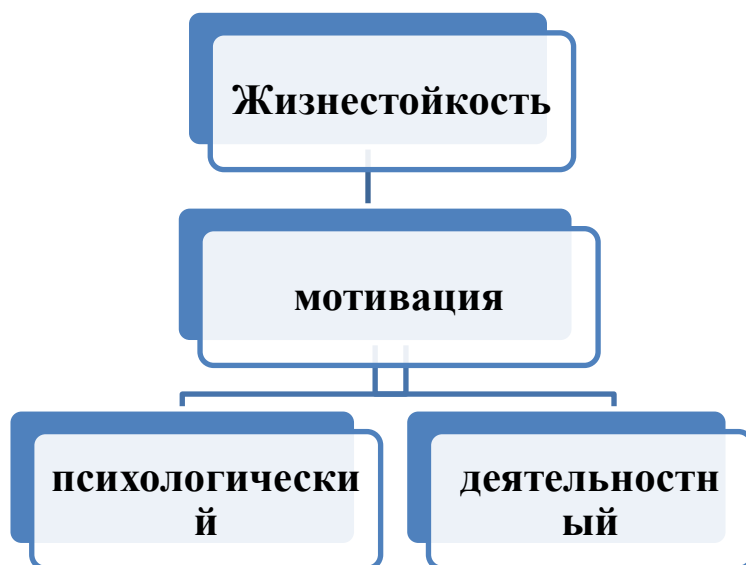 Жизнестойкость
мотивация
психологически
й
деятельностн
ый